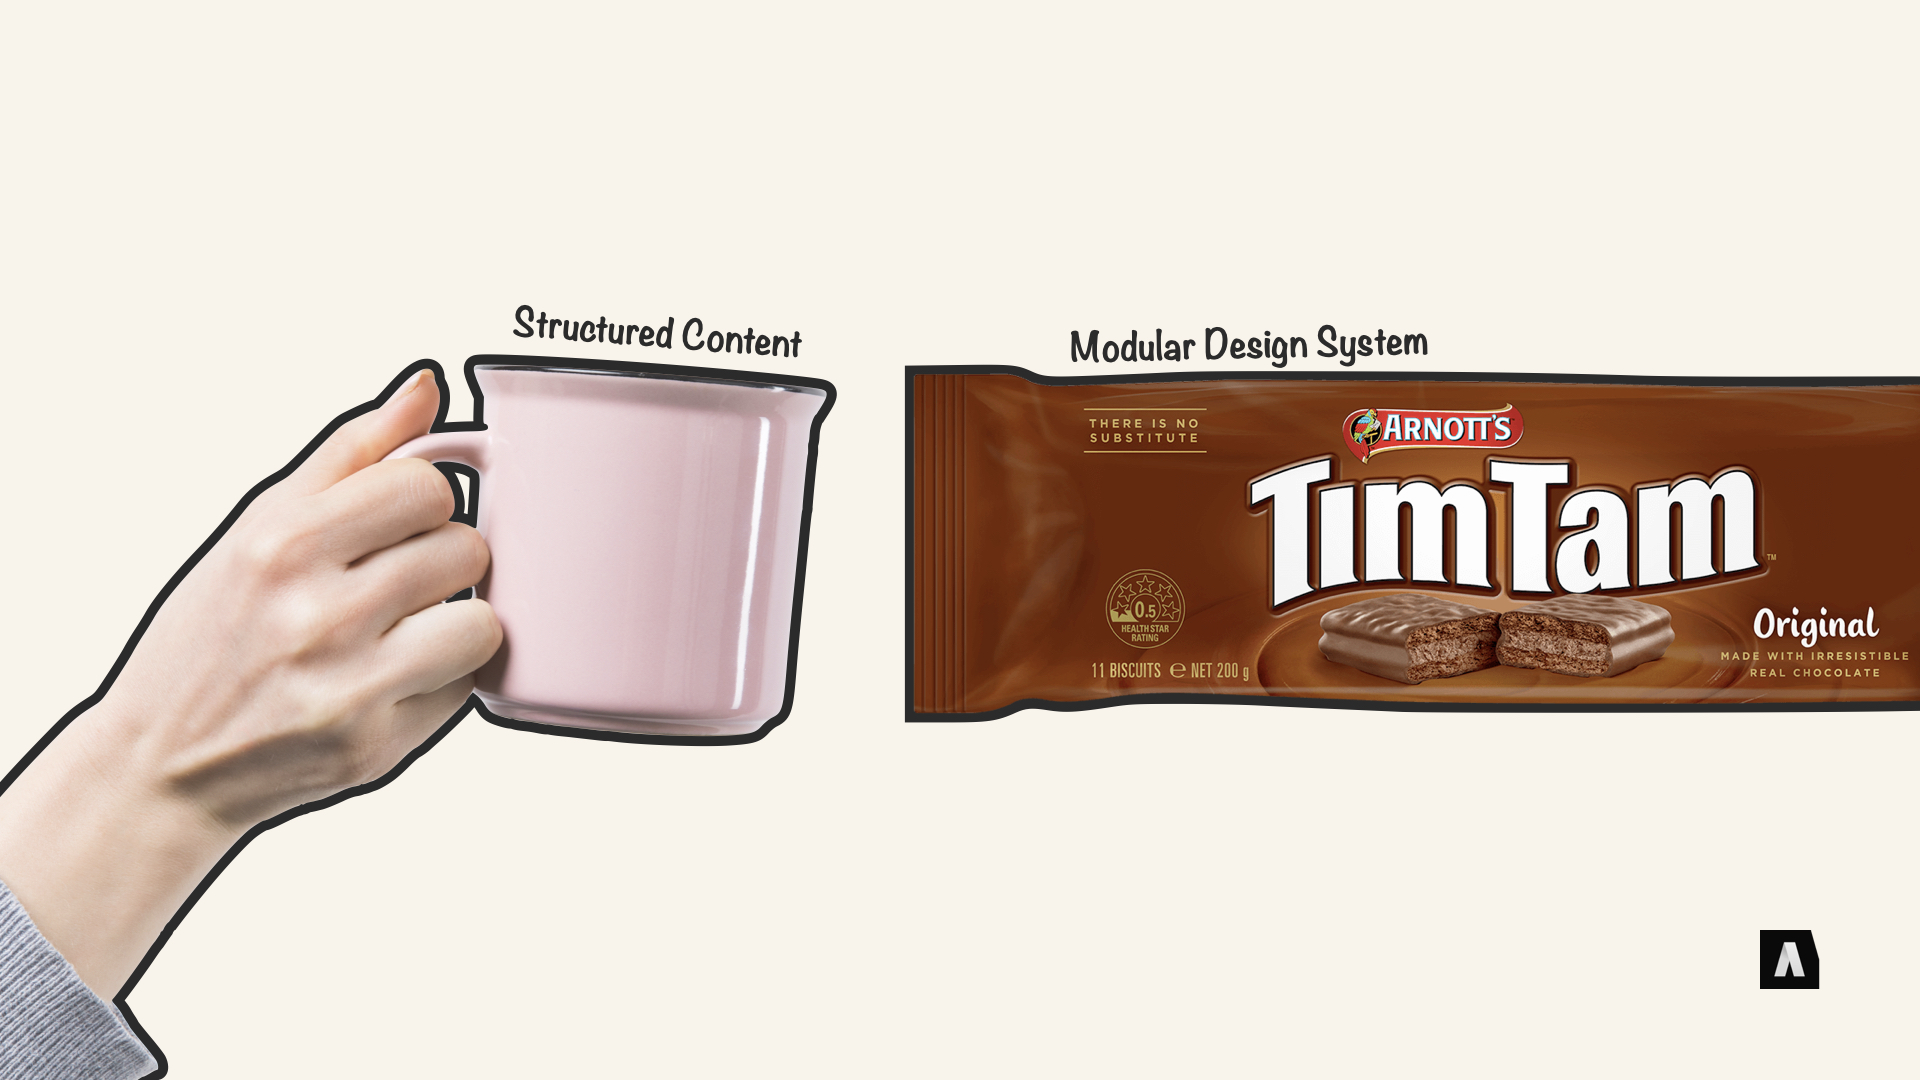 Structured Content
Modular Design System
THERE IS NO
SUBSTITUTE
ARNOTT'S
TimTam
™
0.5
HEALTH STAR
RATING
11 BISCUITS ℮ NET 200 g
Original
MADE WITH IRRESISTIBLE
REAL CHOCOLATE